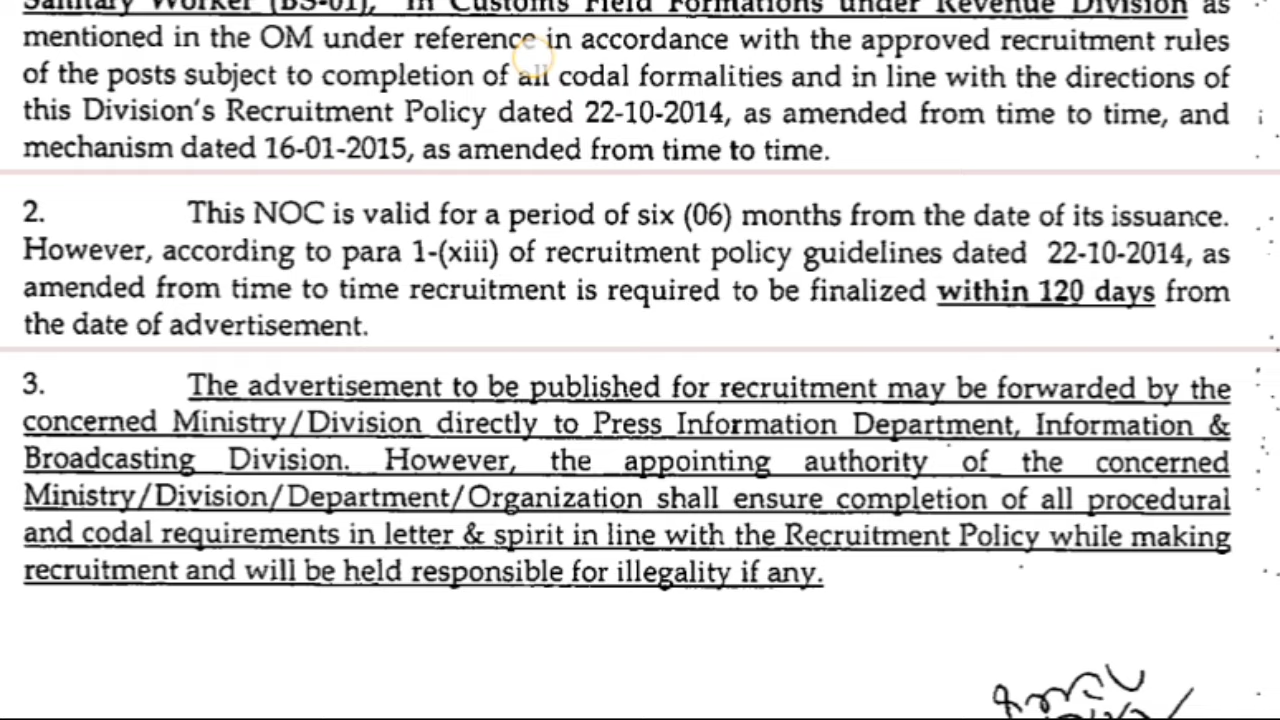 Sanitary Worker (BS-01), in Customs Field Formations under Revenue Division as
mentioned in the OM under reference in accordance with the approved recruitment rules
of the posts subject to completion of all codal formalities and in line with the directions of
this Division's Recruitment Policy dated 22-10-2014, as amended from time to time, and
mechanism dated 16-01-2015, as amended from time to time.
2. This NOC is valid for a period of six (06) months from the date of its issuance.
However, according to para 1-(xiii) of recruitment policy guidelines dated 22-10-2014, as
amended from time to time recruitment is required to be finalized within 120 days from
the date of advertisement.
3. The advertisement to be published for recruitment may be forwarded by the
concerned Ministry/Division directly to Press Information Department, Information &
Broadcasting Division. However, the appointing authority of the concerned
Ministry/Division/Department/Organization shall ensure completion of all procedural
and codal requirements in letter & spirit in line with the Recruitment Policy while making
recruitment and will be held responsible for illegality if any.